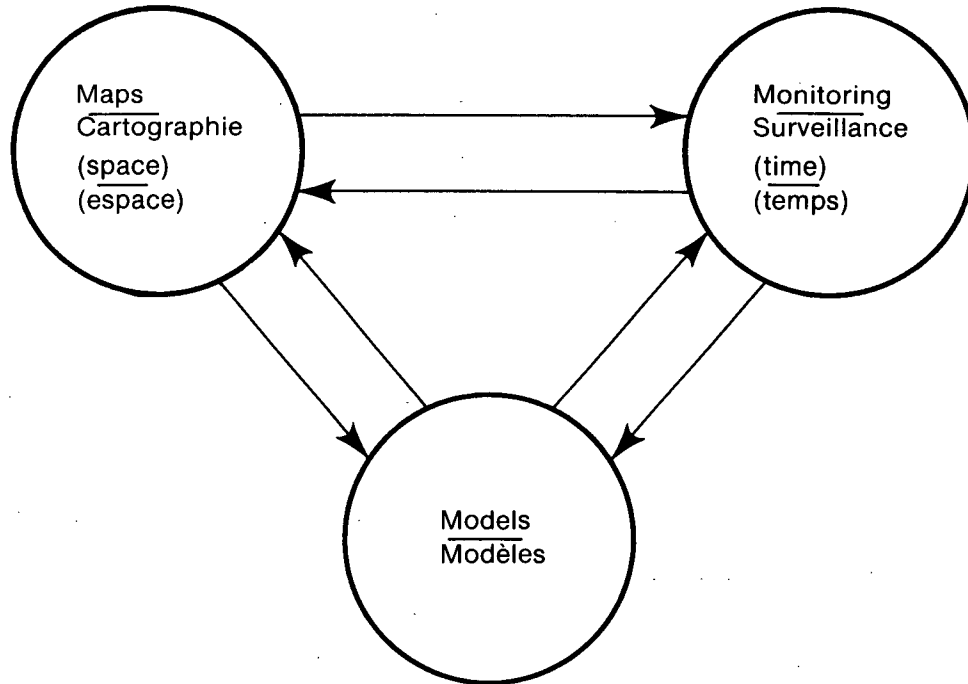 Maps
Cartographie
(space)
(espace)
Monitoring
Surveillance
(time)
(temps)
Models
Modèles